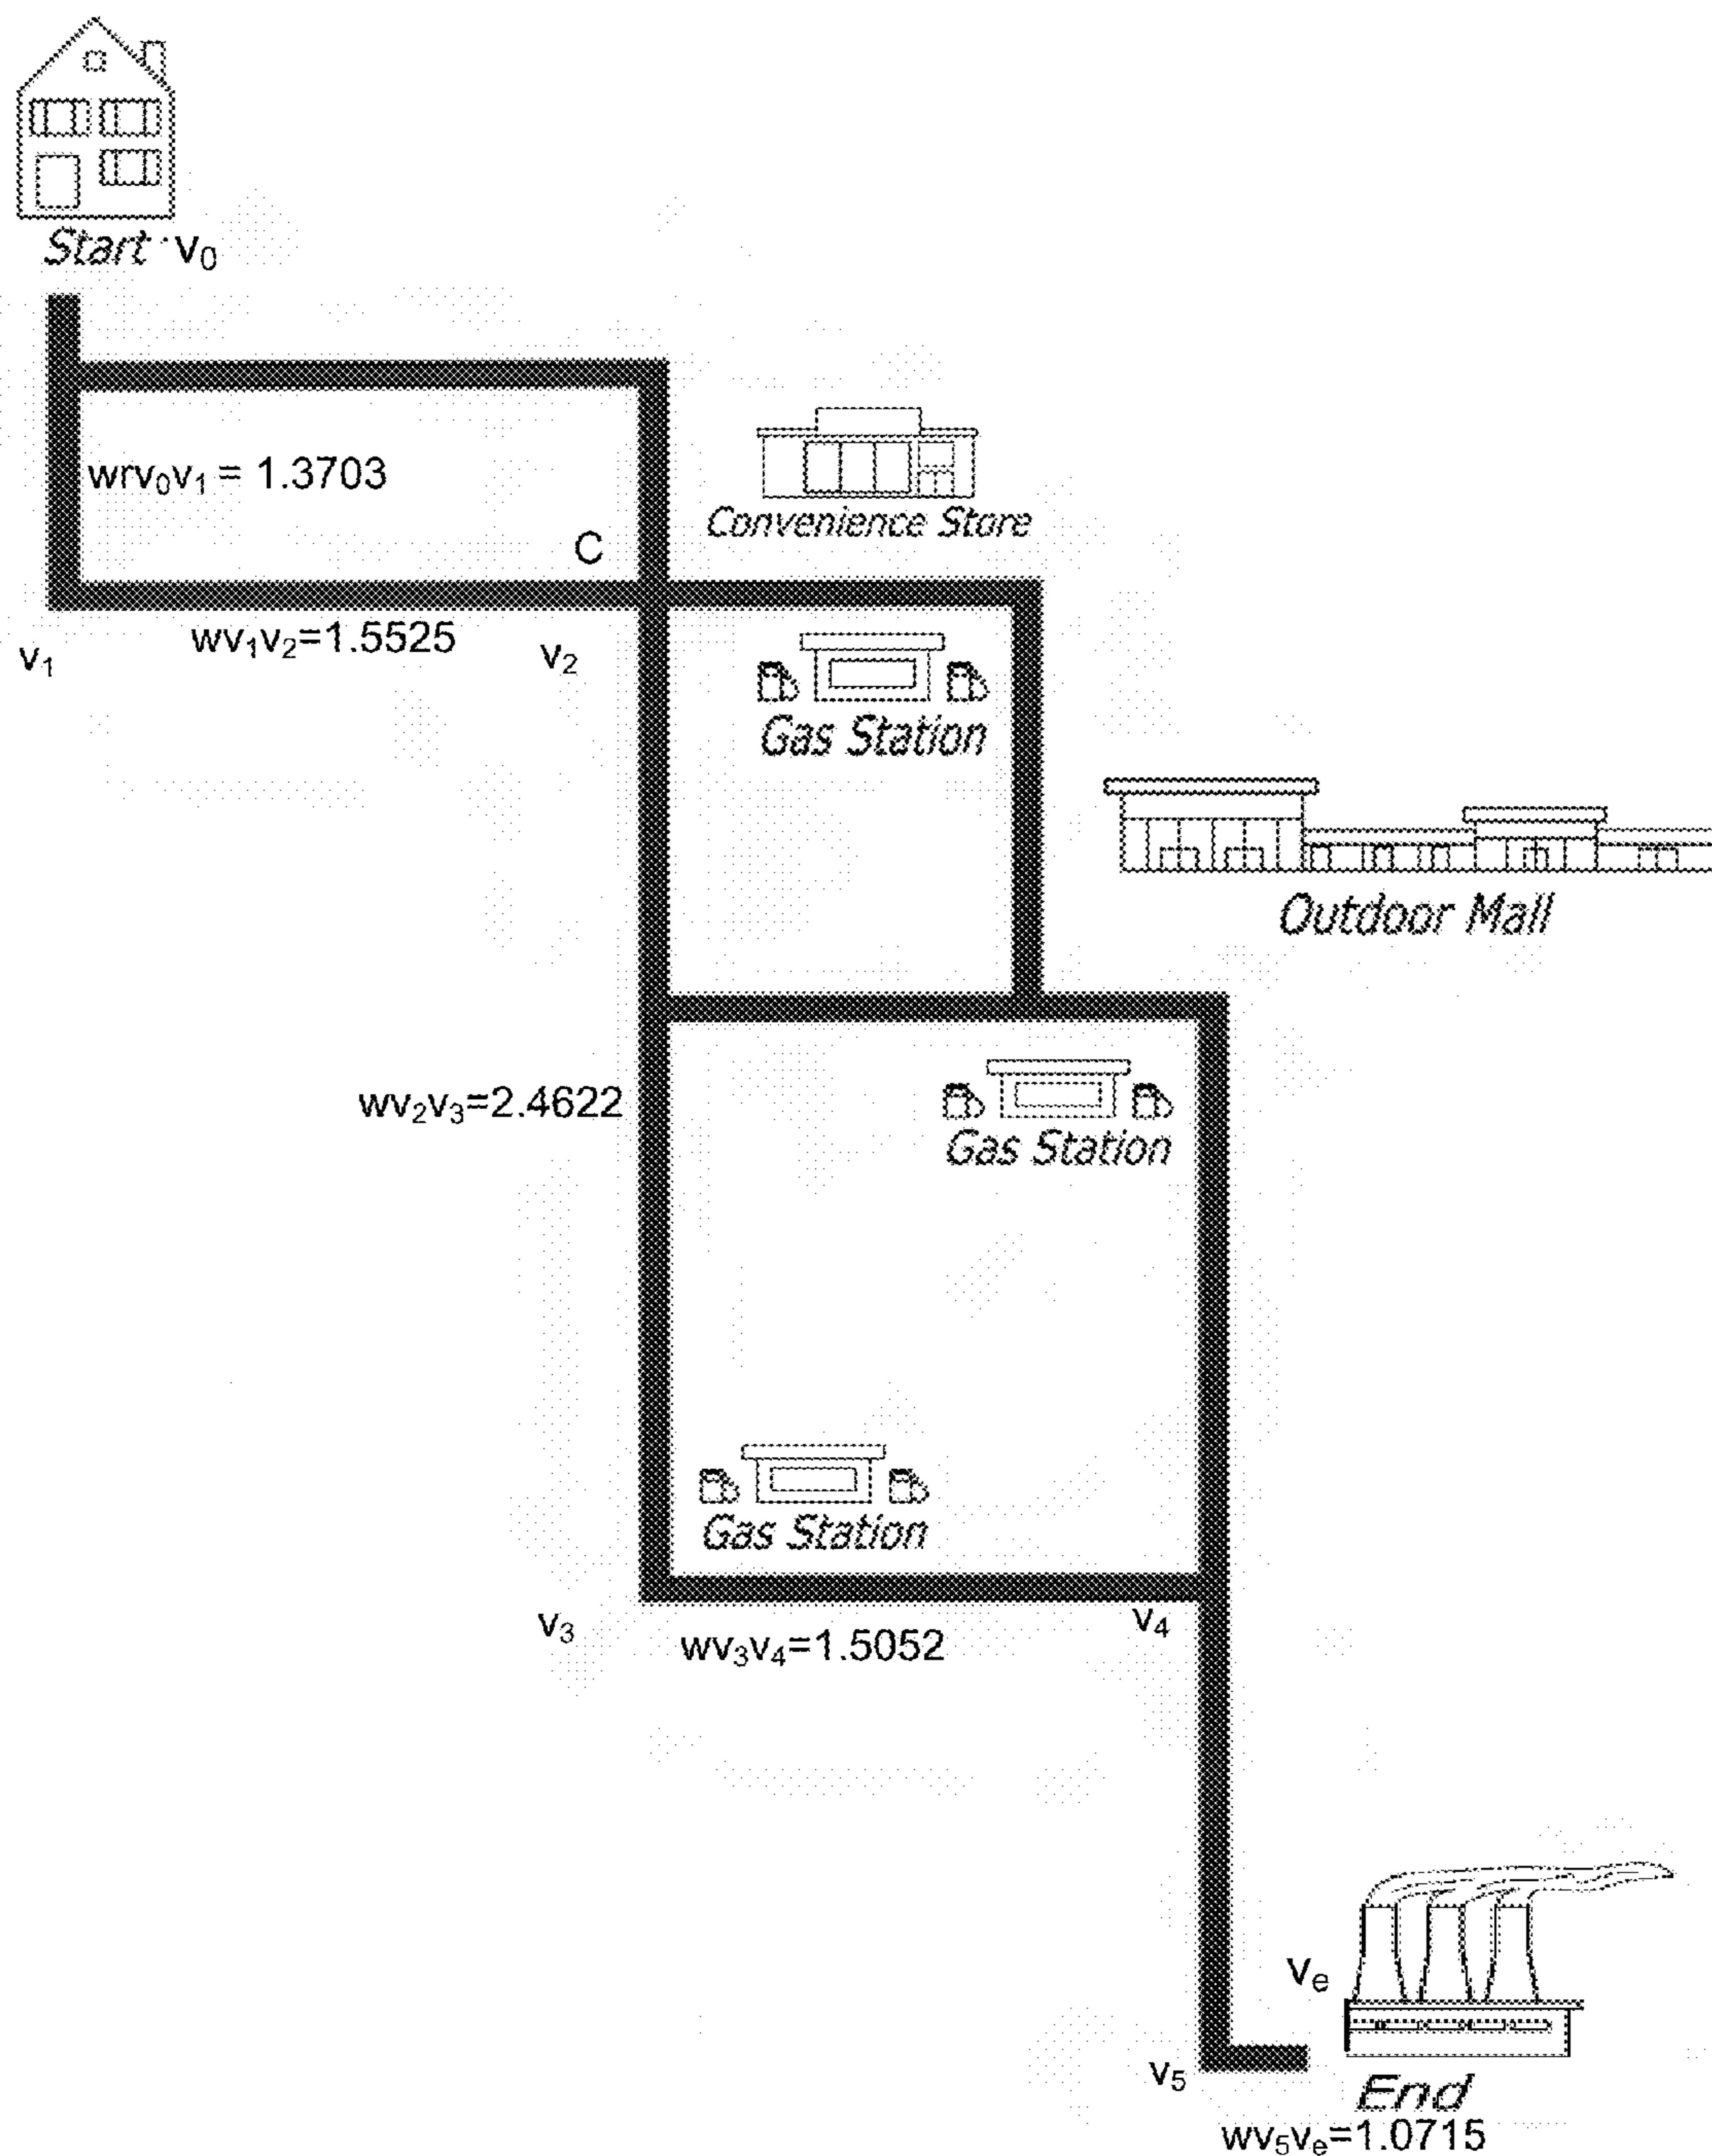 Start v₀
wrv₀v₁ = 1.3703
Convenience Store
C
wv₁v₂=1.5525
v₁
v₂
Gas Station
Outdoor Mall
wv₂v₃=2.4622
Gas Station
Gas Station
v₃
v₄
wv₃v₄=1.5052
vₑ
v₅
End
wv₅vₑ=1.0715